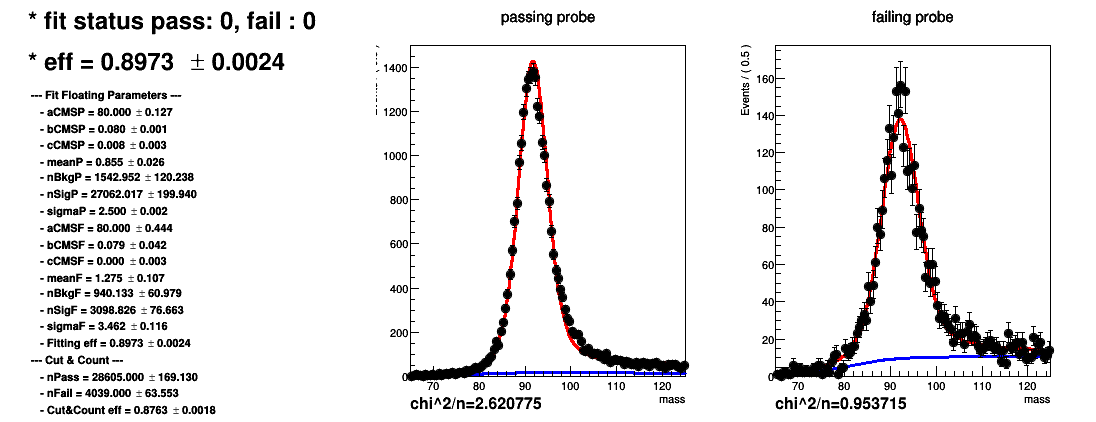 * fit status pass: 0, fail : 0
* eff = 0.8973 ± 0.0024
--- Fit Floating Parameters ---
- aCMSP = 80.000 ± 0.127
- bCMSP = 0.080 ± 0.001
- cCMSP = 0.008 ± 0.003
- meanP = 0.855 ± 0.026
- nBkgP = 1542.952 ± 120.238
- nSigP = 27062.017 ± 199.940
- sigmaP = 2.500 ± 0.002
- aCMSF = 80.000 ± 0.444
- bCMSF = 0.079 ± 0.042
- cCMSF = 0.000 ± 0.003
- meanF = 1.275 ± 0.107
- nBkgF = 940.133 ± 60.979
- nSigF = 3098.826 ± 76.663
- sigmaF = 3.462 ± 0.116
- Fitting eff = 0.8973 ± 0.0024
--- Cut & Count ---
- nPass = 28605.000 ± 169.130
- nFail = 4039.000 ± 63.553
- Cut&Count eff = 0.8763 ± 0.0018
passing probe
1400
1200
1000
800
600
400
200
0
70 80 90 100 110 120
mass
chi^2/n=2.620775
failing probe
Events / ( 0.5 )
160
140
120
100
80
60
40
20
0
70 80 90 100 110 120
mass
chi^2/n=0.953715